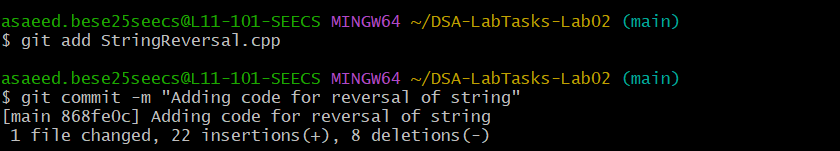 asaeed.bese25seecs@L11-101-SEECS MINGW64 ~/DSA-LabTasks-Lab02 (main)
$ git add StringReversal.cpp
asaeed.bese25seecs@L11-101-SEECS MINGW64 ~/DSA-LabTasks-Lab02 (main)
$ git commit -m "Adding code for reversal of string"
[main 868fe0c] Adding code for reversal of string
 1 file changed, 22 insertions(+), 8 deletions(-)